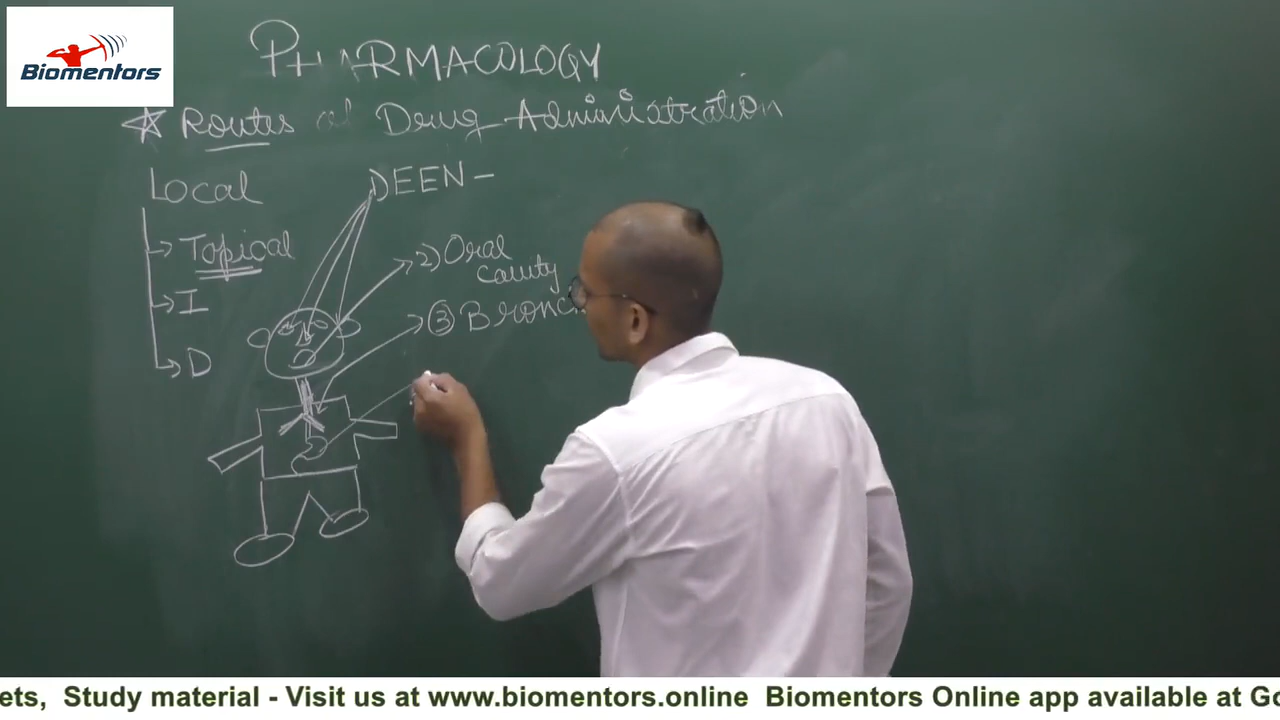 Biomentors
PHARMACOLOGY
☆ Routes of Drug Administration
Local
DEEN -
→ Topical
→ 2) Oral
cavity
→ I
→ ③ Bronc
→ D
ets, Study material - Visit us at www.biomentors.online Biomentors Online app available at Go